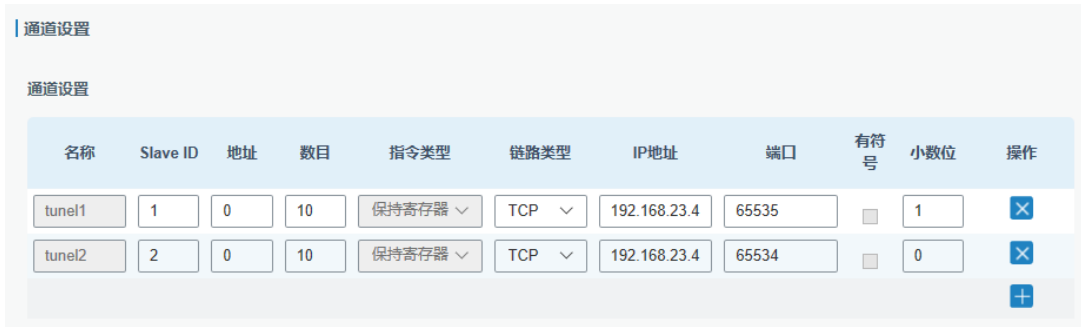 通道设置
通道设置
名称 Slave ID 地址 数目 指令类型 链路类型 IP地址 端口 有符号 小数位 操作
tunel1 1 0 10 保持寄存器 TCP 192.168.23.4 65535 1
tunel2 2 0 10 保持寄存器 TCP 192.168.23.4 65534 0